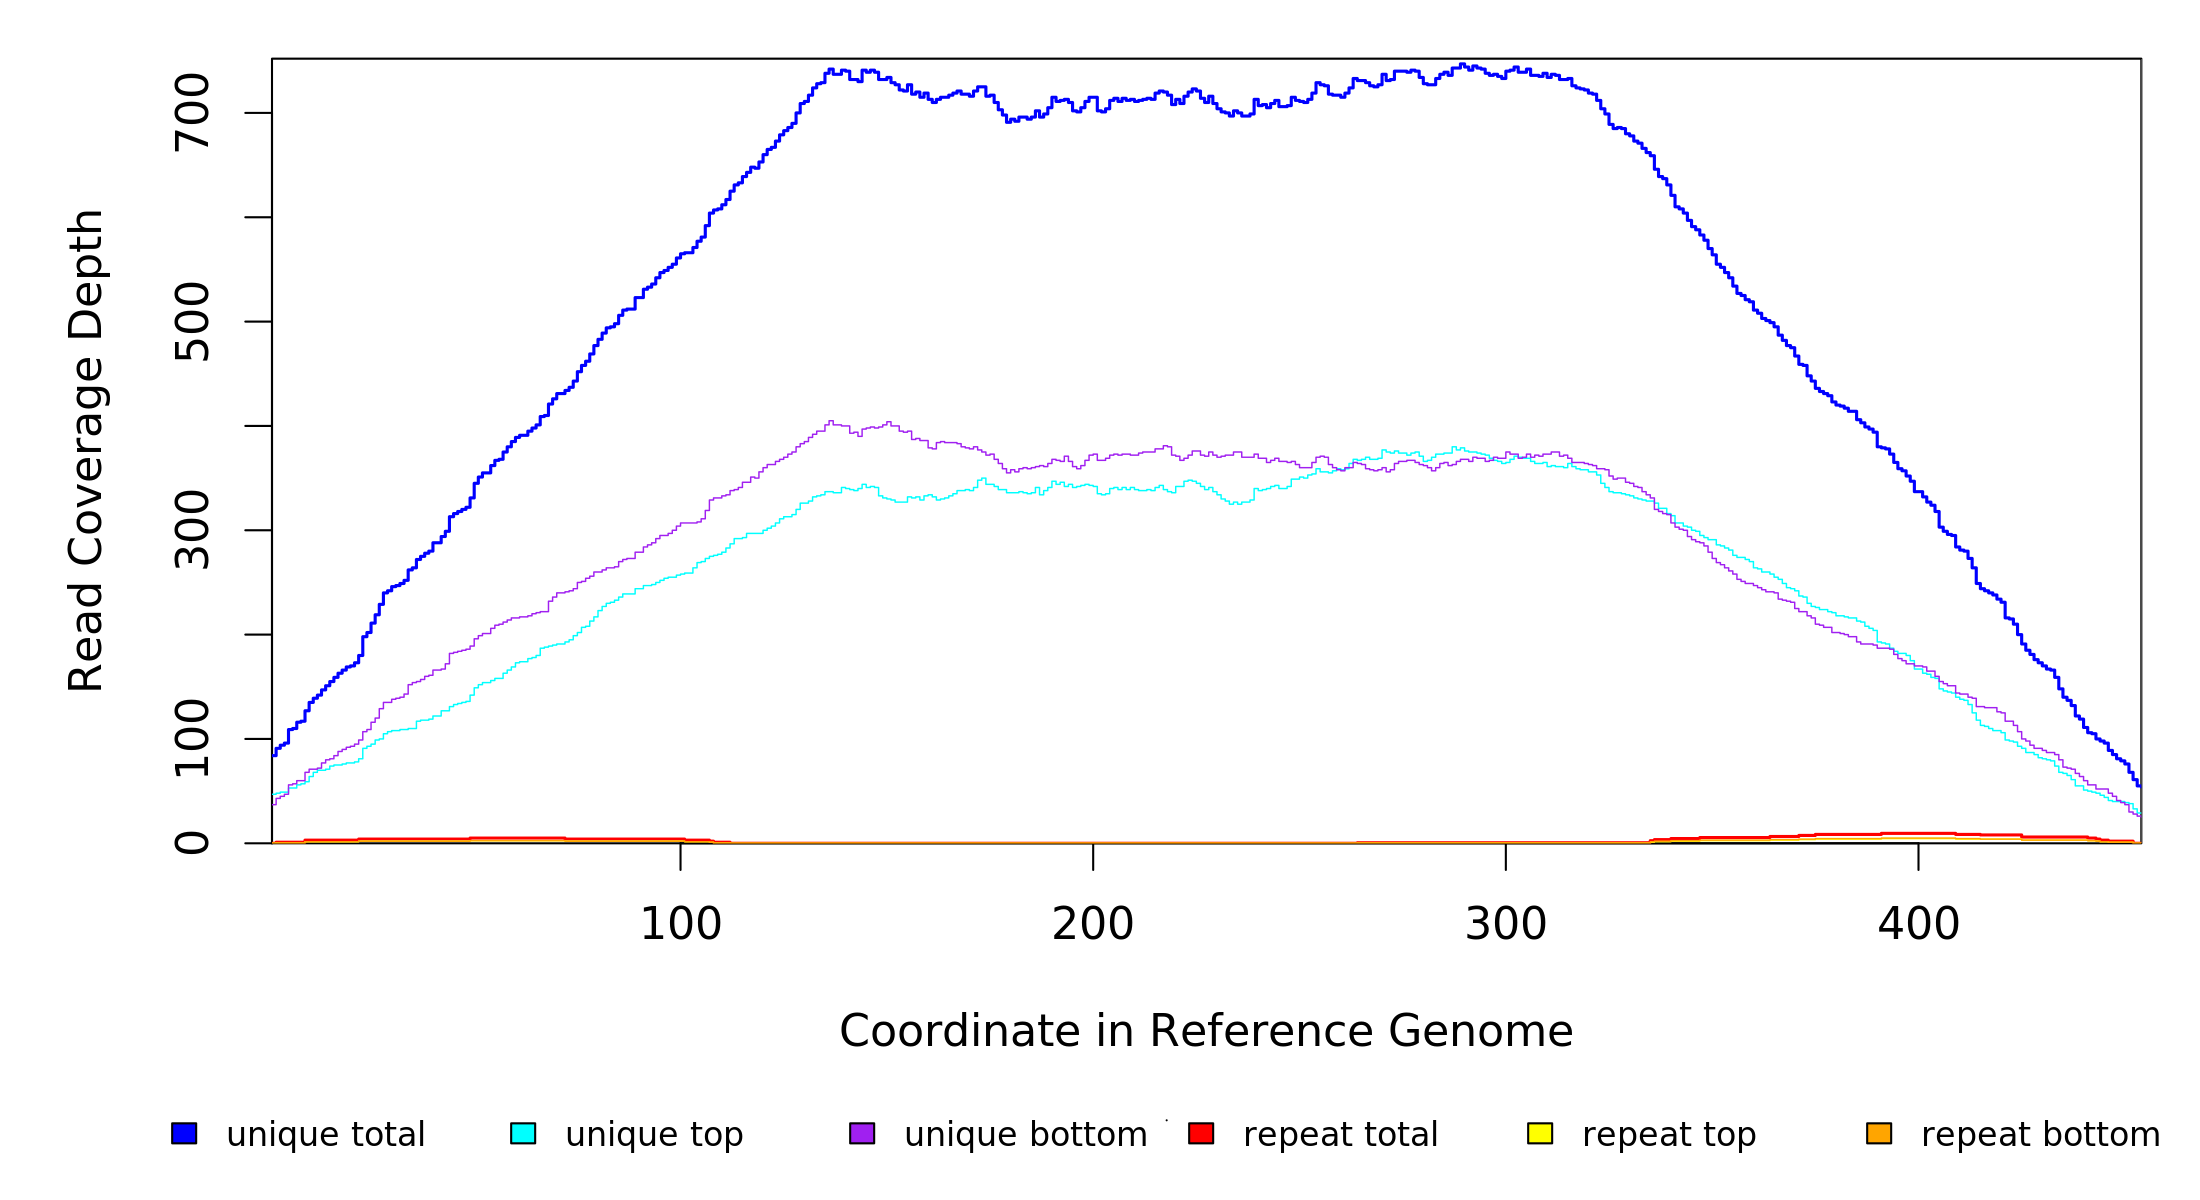 Read Coverage Depth
700
500
300
100
0
100 200 300 400
Coordinate in Reference Genome
unique total unique top unique bottom repeat total repeat top repeat bottom